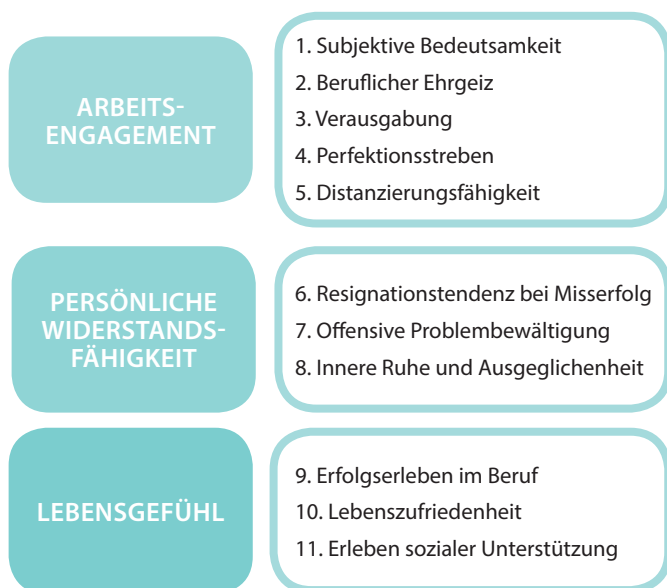 ARBEITS-
ENGAGEMENT
1. Subjektive Bedeutsamkeit
2. Beruflicher Ehrgeiz
3. Verausgabung
4. Perfektionsstreben
5. Distanzierungsfähigkeit
PERSÖNLICHE
WIDERSTANDS-
FÄHIGKEIT
6. Resignationstendenz bei Misserfolg
7. Offensive Problembewältigung
8. Innere Ruhe und Ausgeglichenheit
LEBENSGEFÜHL
9. Erfolgserleben im Beruf
10. Lebenszufriedenheit
11. Erleben sozialer Unterstützung